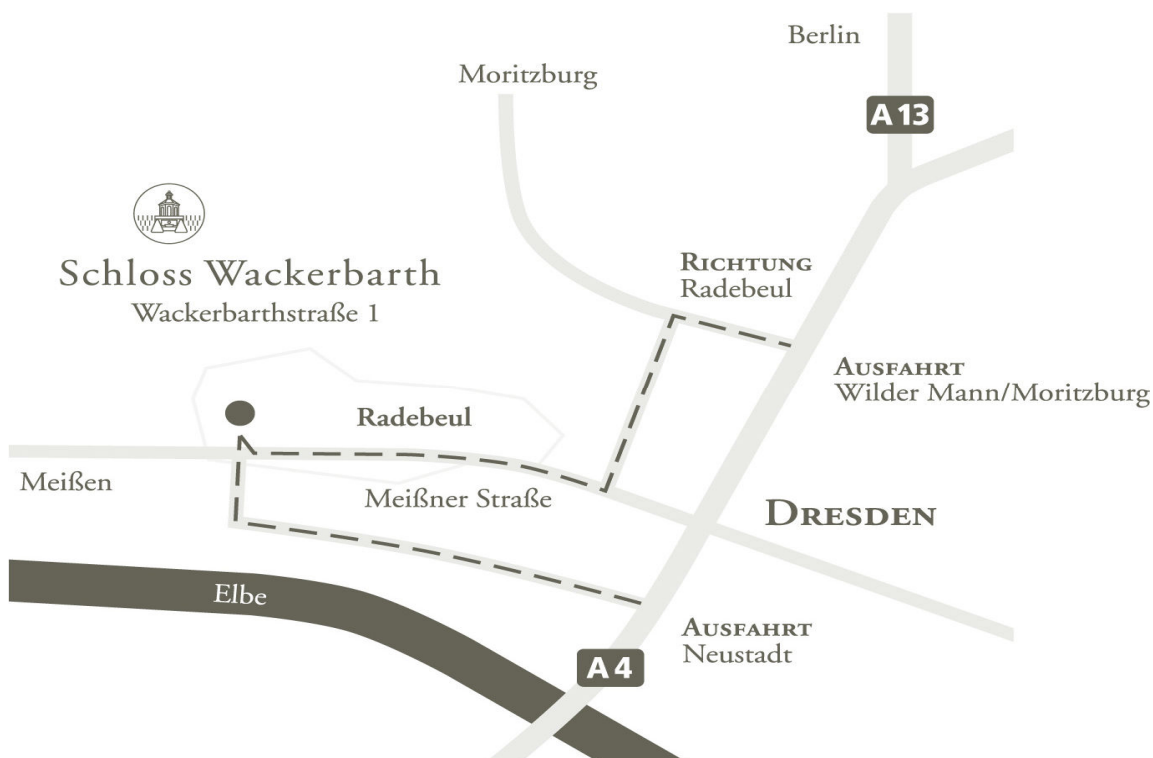 Berlin
Moritzburg
A 13
Schloss Wackerbarth
Wackerbarthstraße 1
RICHTUNG
Radebeul
AUSFAHRT
Wilder Mann/Moritzburg
Radebeul
Meißen
Meißner Straße
DRESDEN
Elbe
AUSFAHRT
Neustadt
A 4